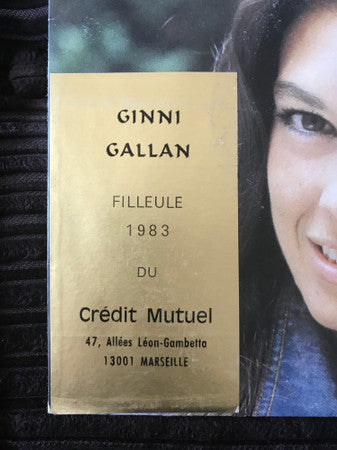 GINNI
GALLAN
FILLEULE
1983
DU
Crédit Mutuel
47, Allées Léon-Gambetta
13001 MARSEILLE